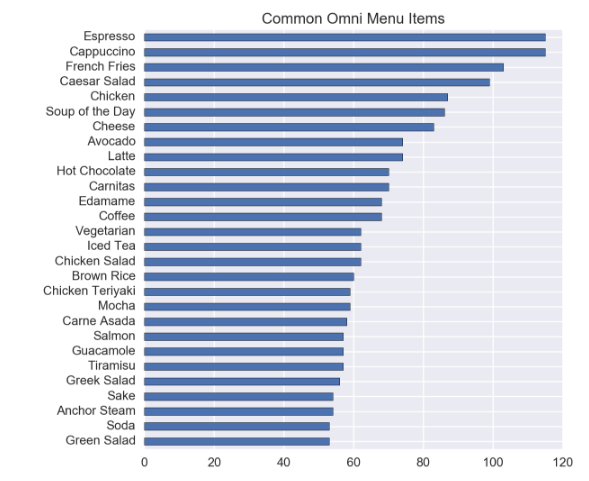 Common Omni Menu Items
Espresso
Cappuccino
French Fries
Caesar Salad
Chicken
Soup of the Day
Cheese
Avocado
Latte
Hot Chocolate
Carnitas
Edamame
Coffee
Vegetarian
Iced Tea
Chicken Salad
Brown Rice
Chicken Teriyaki
Mocha
Carne Asada
Salmon
Guacamole
Tiramisu
Greek Salad
Sake
Anchor Steam
Soda
Green Salad
0 20 40 60 80 100 120